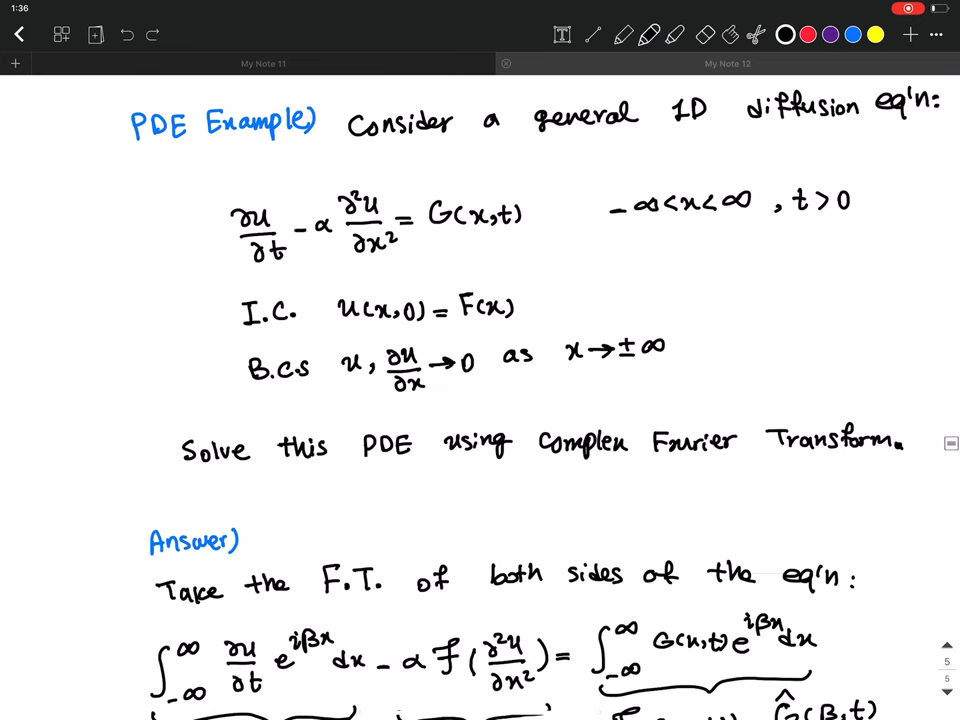 1:36
My Note 11
My Note 12
PDE Example) Consider a general 1D diffusion eq'n:
∂u/∂t - α ∂²u/∂x² = G(x,t)   -∞<x<∞ , t>0
I.C. u(x,0) = F(x)
B.C.s u, ∂u/∂x → 0 as x → ±∞
Solve this PDE using Complex Fourier Transform.
Answer)
Take the F.T. of both sides of the eq'n:
∫_{-∞}^{∞} ∂u/∂t e^{iβx} dx - α ℱ(∂²u/∂x²) = ∫_{-∞}^{∞} G(x,t) e^{iβx} dx
Ĝ(β,t)
5
5